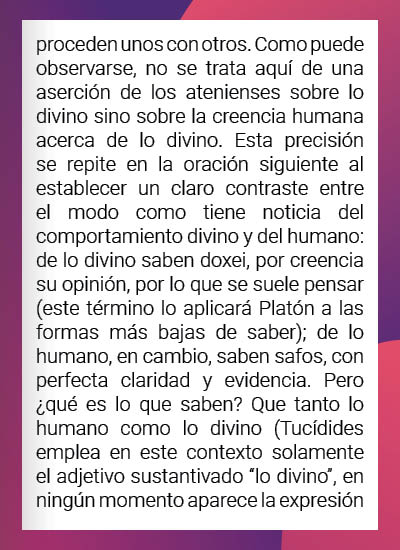 proceden unos con otros. Como puede
observarse, no se trata aquí de una
aserción de los atenienses sobre lo
divino sino sobre la creencia humana
acerca de lo divino. Esta precisión
se repite en la oración siguiente al
establecer un claro contraste entre
el modo como tiene noticia del
comportamiento divino y del humano:
de lo divino saben doxei, por creencia
su opinión, por lo que se suele pensar
(este término lo aplicará Platón a las
formas más bajas de saber); de lo
humano, en cambio, saben safos, con
perfecta claridad y evidencia. Pero
¿qué es lo que saben? Que tanto lo
humano como lo divino (Tucídides
emplea en este contexto solamente
el adjetivo sustantivado “lo divino”, en
ningún momento aparece la expresión